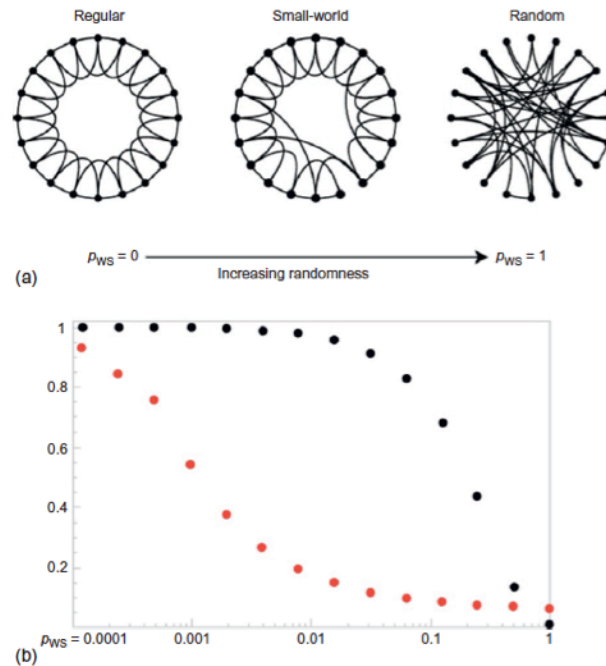 Regular Small-world Random
pWS = 0 pWS = 1
Increasing randomness
(a)
1
0.8
0.6
0.4
0.2
pWS = 0.0001 0.001 0.01 0.1 1
(b)